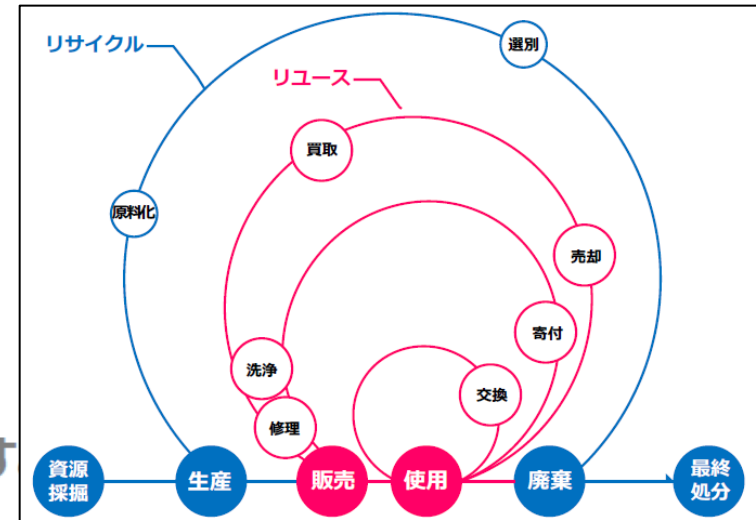 リサイクル
選別
リユース
買取
原料化
売却
寄付
洗浄
交換
修理
す
資源
採掘
生産
販売
使用
廃棄
最終
処分